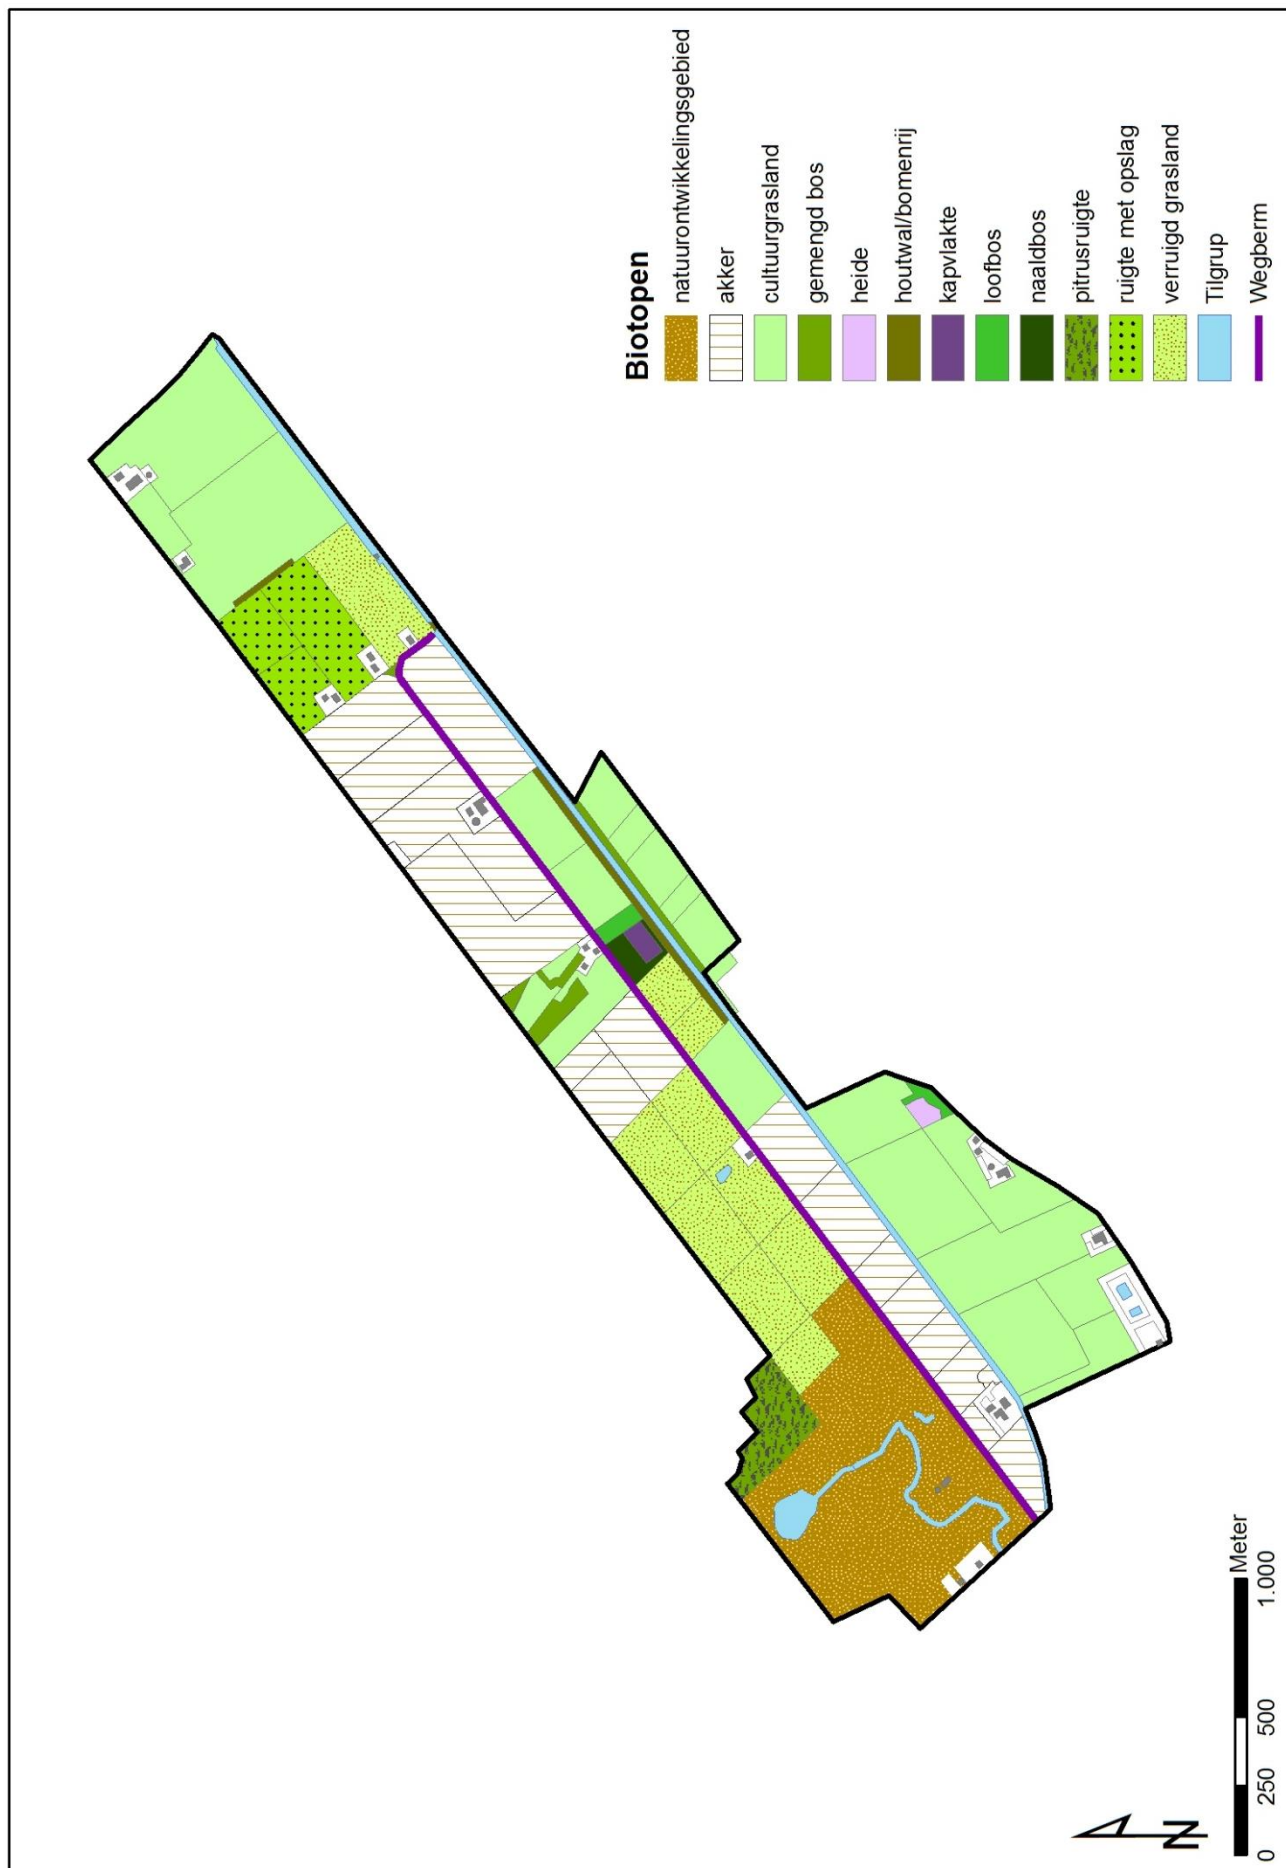 Biotopen
natuurontwikkelingsgebied
akker
cultuurgrasland
gemengd bos
heide
houtwal/bomenrij
kapvlakte
loofbos
naaldbos
pitrusruigte
ruigte met opslag
verruigd grasland
Tilgrup
Wegberm
N
Meter
0 250 500 1.000